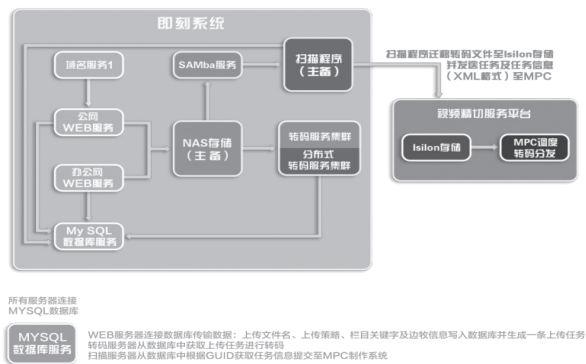 即刻系统
域名服务1
SAMba服务
扫描程序
（主备）
扫描程序迁移转码文件至Isilon存储
并发送任务及任务信息
（XML格式）至MPC
公网
WEB服务
视频精切服务平台
NAS存储
（主备）
转码服务集群
分布式
转码服务集群
Isilon存储
MPC调度
转码分发
办公网
WEB服务
My SQL
数据库服务
所有服务器连接
MYSQL数据库
MYSQL
数据库服务
WEB服务器连接数据库传输数据：上传文件名、上传策略、栏目关键字及边牧信息写入数据库并生成一条上传任务
转码服务器从数据库中获取上传任务进行转码
扫描服务器从数据库中根据GUID获取任务信息提交至MPC制作系统